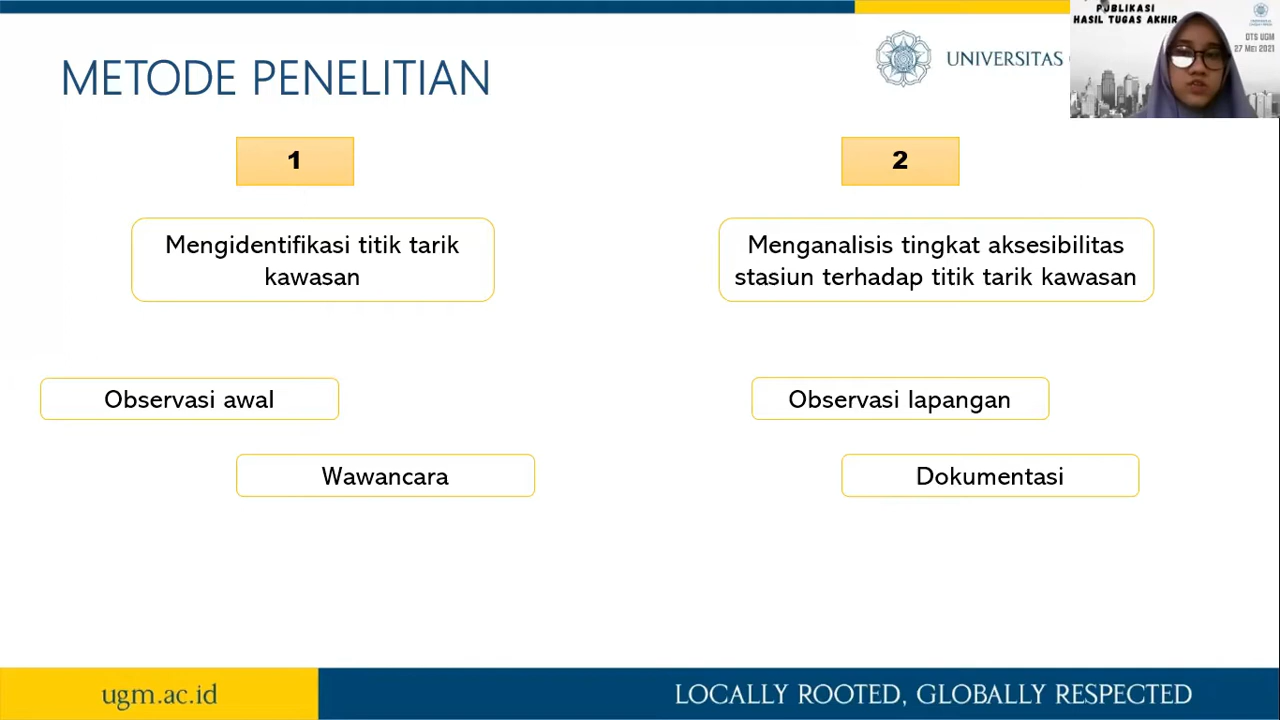 METODE PENELITIAN
UNIVERSITAS
PUBLIKASI
HASIL TUGAS AKHIR
DTS UGM
27 MEI 2021
1
Mengidentifikasi titik tarik
kawasan
Observasi awal
Wawancara
2
Menganalisis tingkat aksesibilitas
stasiun terhadap titik tarik kawasan
Observasi lapangan
Dokumentasi
ugm.ac.id
LOCALLY ROOTED, GLOBALLY RESPECTED